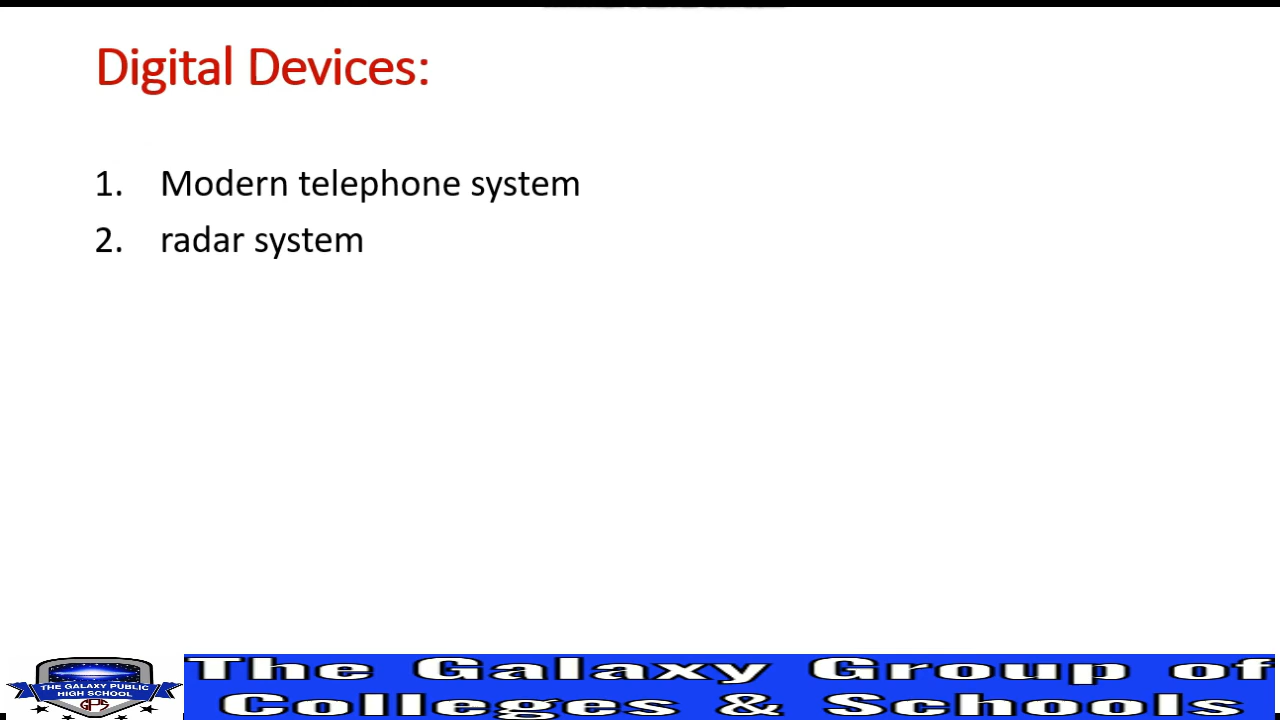 Digital Devices:
1. Modern telephone system
2. radar system
THE GALAXY PUBLIC
HIGH SCHOOL
GPS
The Galaxy Group of
Colleges & Schools